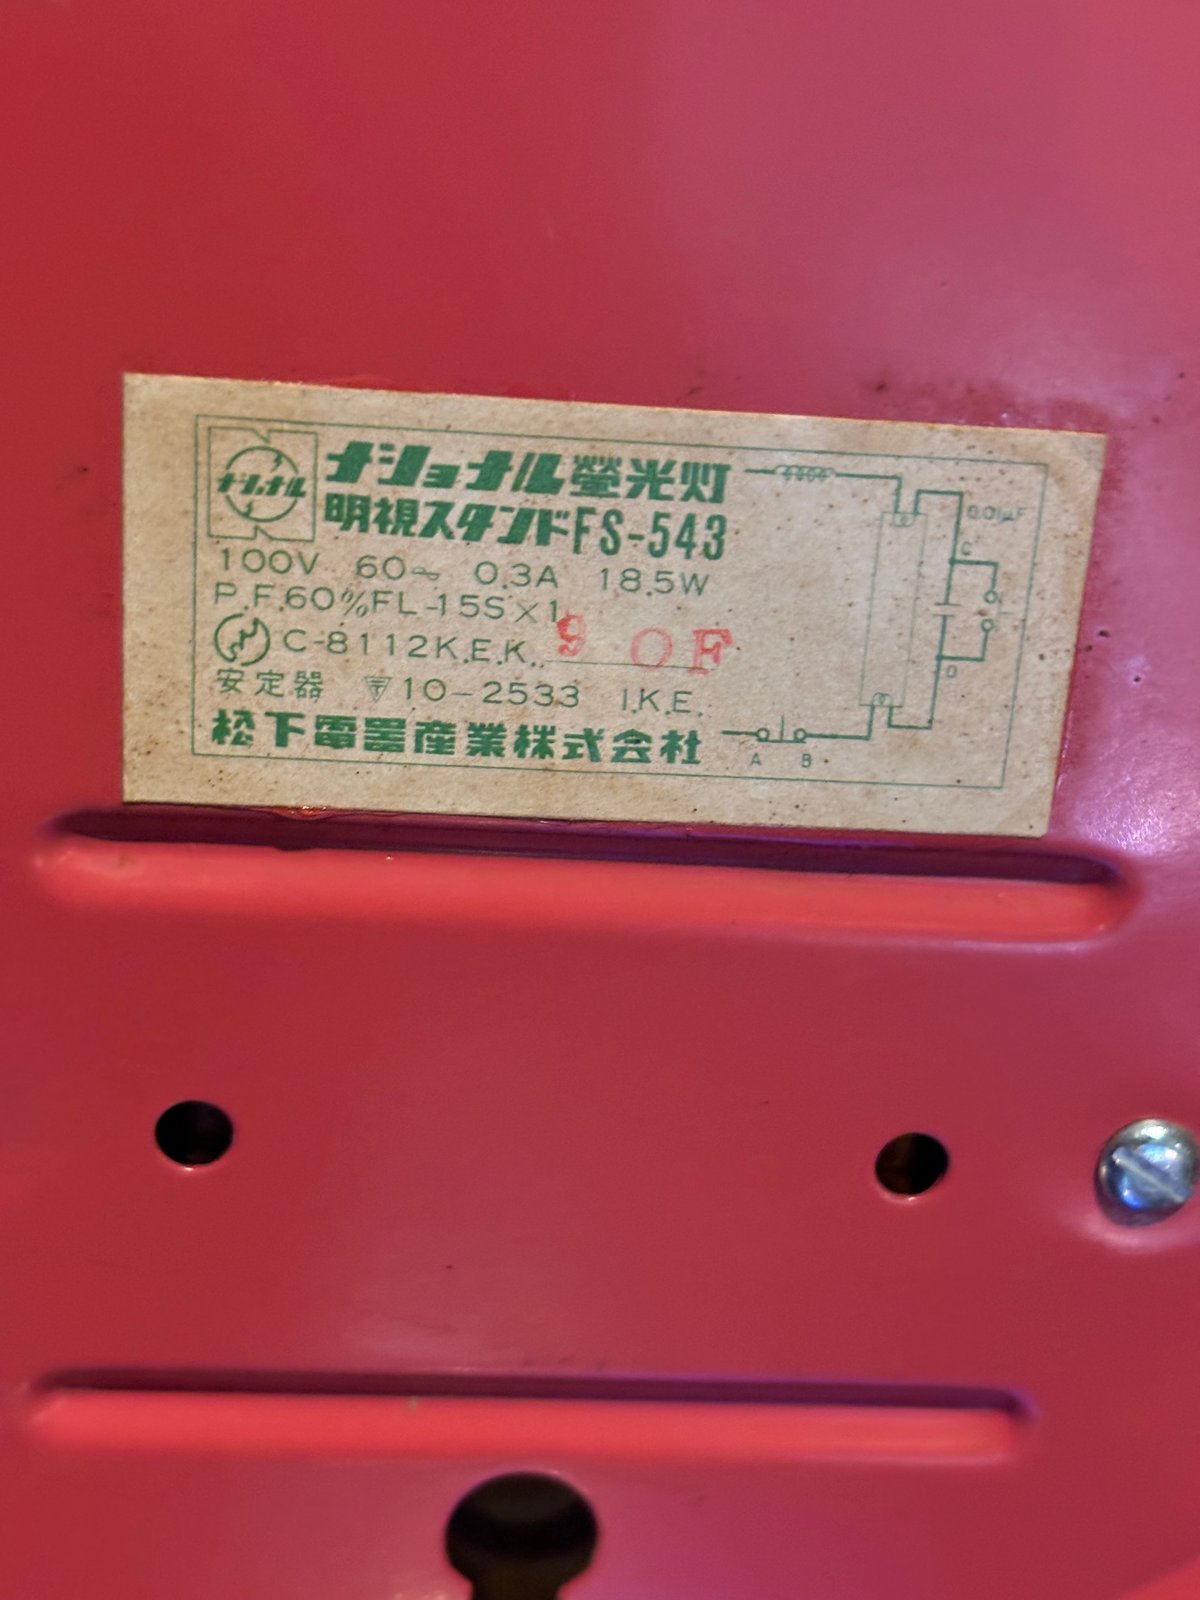 ナショナル
ナショナル螢光灯
明視スタンドFS-543
100V 60~ 0.3A 18.5W
P.F.60%FL-15S×1
C-8112K.E.K. 9 OF
安定器 〒10-2533 I.K.E.
松下電器産業株式会社
0.01μF
C
D
A B